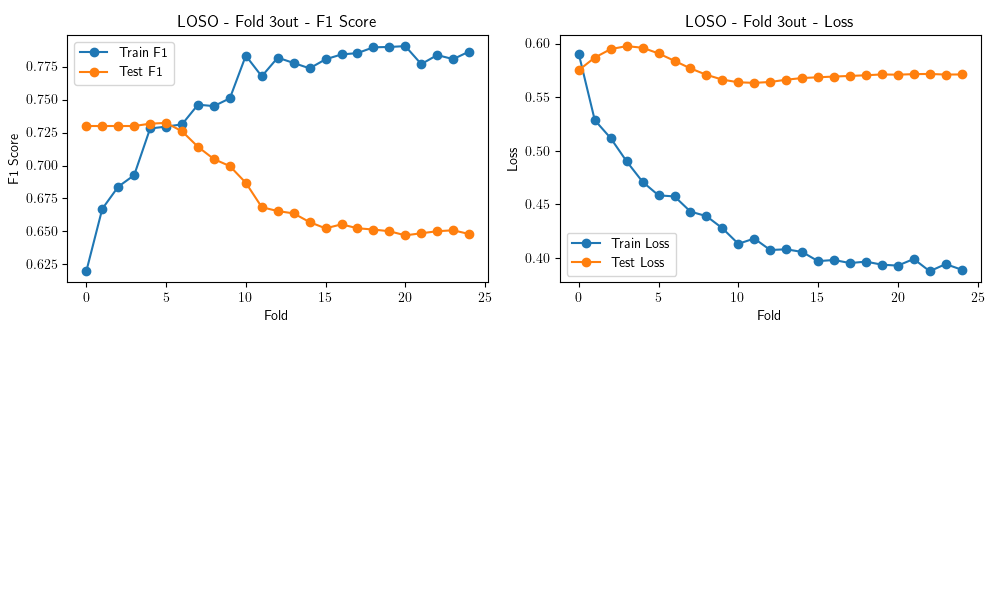 LOSO - Fold 3out - F1 Score
Train F1
Test F1
F1 Score
0.775
0.750
0.725
0.700
0.675
0.650
0.625
0
5
10
15
20
25
Fold
LOSO - Fold 3out - Loss
Loss
0.60
0.55
0.50
0.45
0.40
Train Loss
Test Loss
0
5
10
15
20
25
Fold